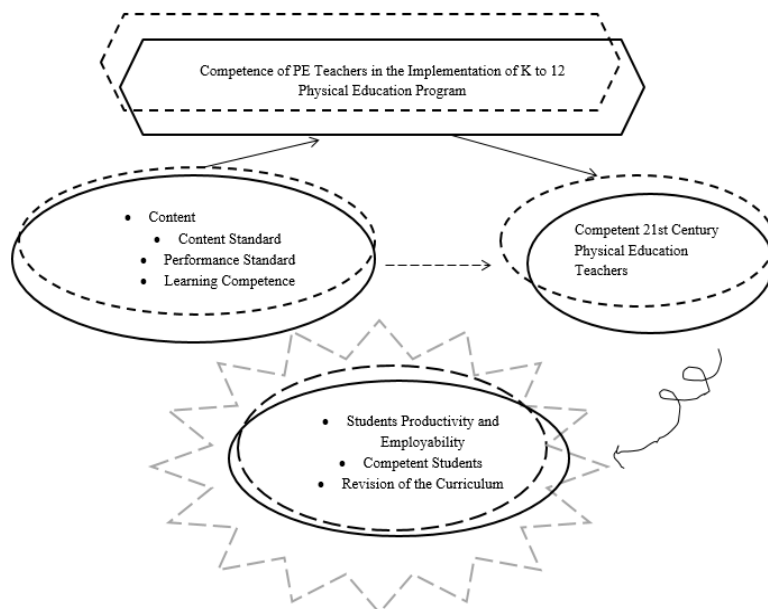 Competence of PE Teachers in the Implementation of K to 12
Physical Education Program
• Content
• Content Standard
• Performance Standard
• Learning Competence
Competent 21st Century
Physical Education
Teachers
• Students Productivity and
Employability
• Competent Students
• Revision of the Curriculum